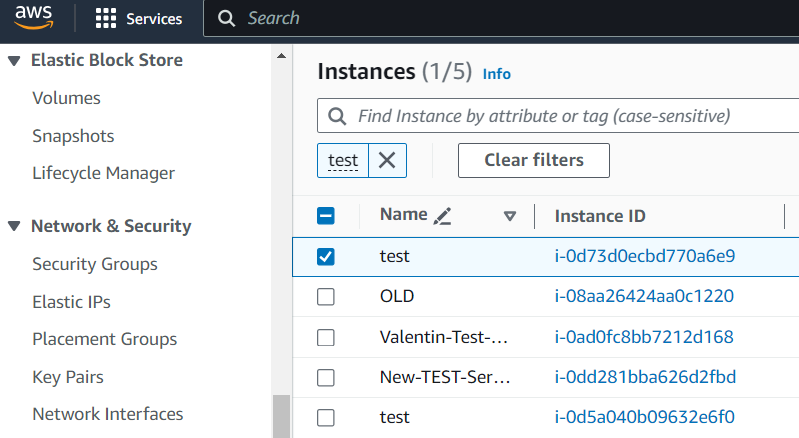 aws
Services
Search
Elastic Block Store
Volumes
Snapshots
Lifecycle Manager
Network & Security
Security Groups
Elastic IPs
Placement Groups
Key Pairs
Network Interfaces
Instances (1/5) Info
Find Instance by attribute or tag (case-sensitive)
test
Clear filters
Name Instance ID
test i-0d73d0ecbd770a6e9
OLD i-08aa26424aa0c1220
Valentin-Test-… i-0ad0fc8bb7212d168
New-TEST-Ser… i-0dd281bba626d2fbd
test i-0d5a040b09632e6f0